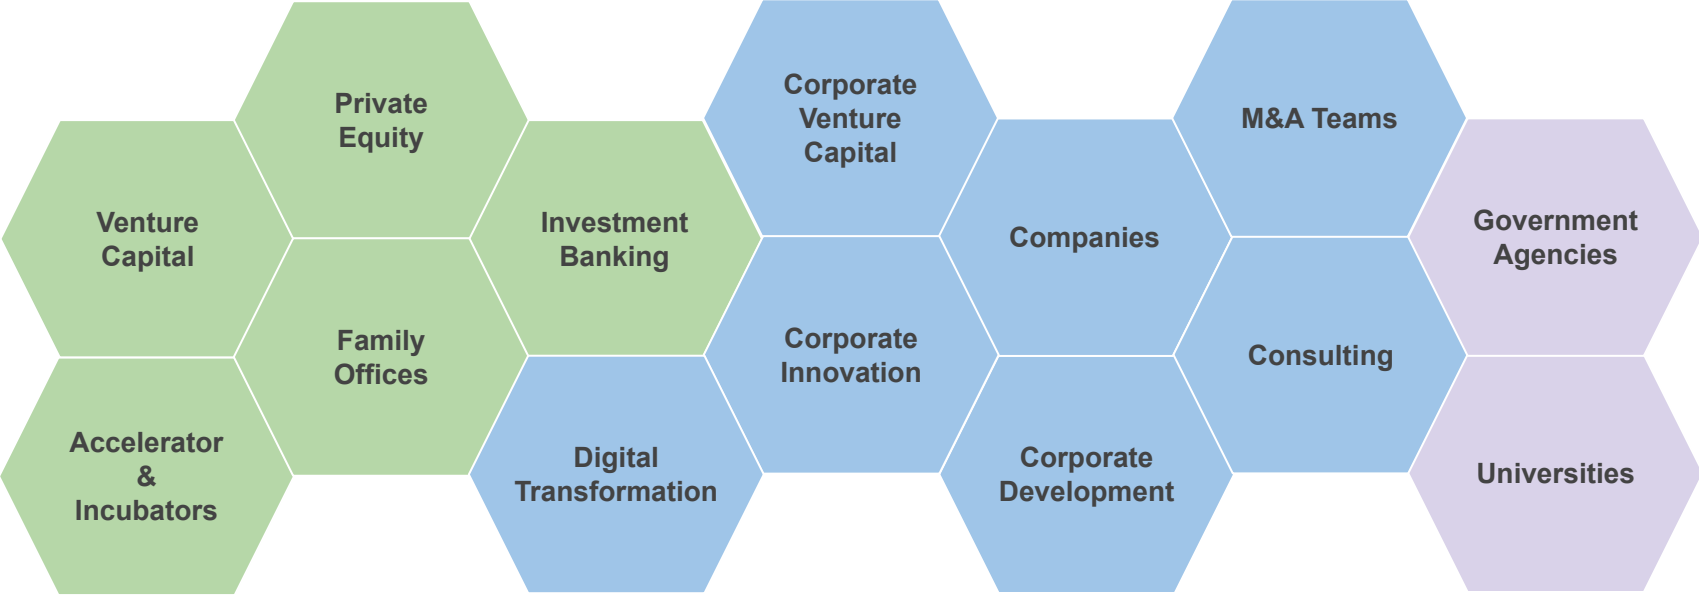 Venture
Capital
Accelerator
&
Incubators
Private
Equity
Family
Offices
Investment
Banking
Digital
Transformation
Corporate
Venture
Capital
Corporate
Innovation
Companies
Corporate
Development
M&A Teams
Consulting
Government
Agencies
Universities